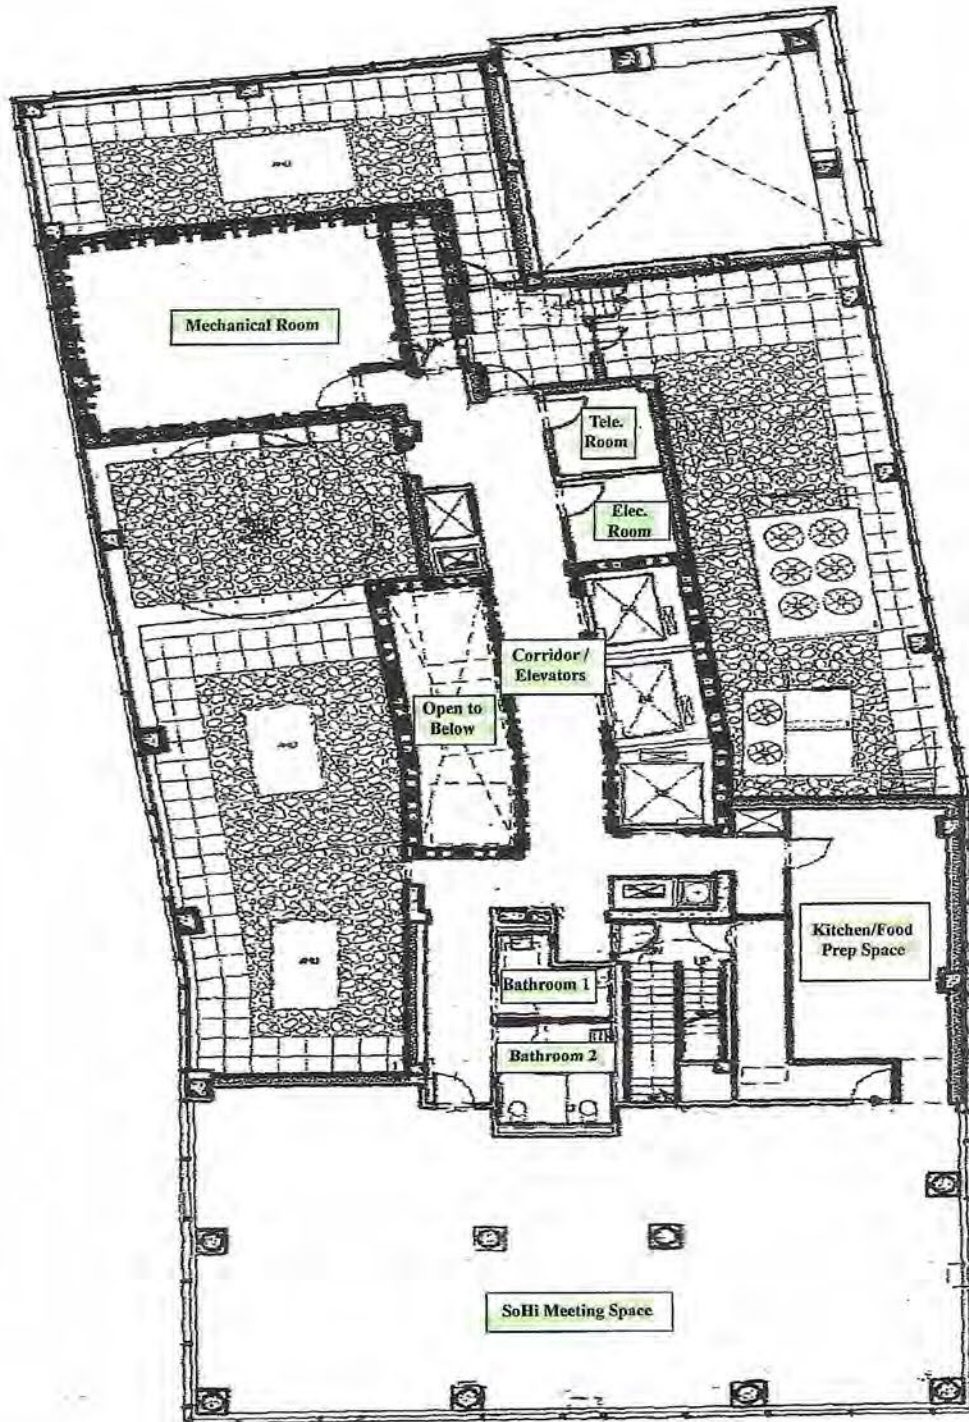 Mechanical Room
Tele.
Room
Elec.
Room
Corridor /
Elevators
Open to
Below
Kitchen/Food
Prep Space
Bathroom 1
Bathroom 2
SoHi Meeting Space